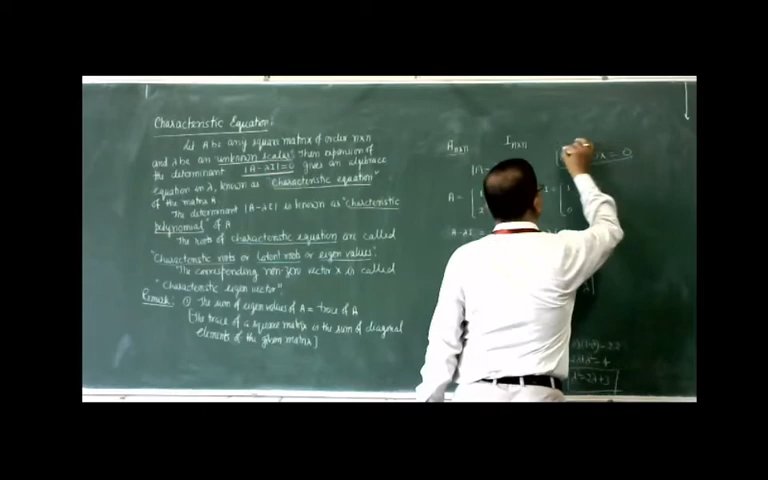 Characteristic Equation:
Let A be any square matrix of order nxn
and λ be an unknown scalar. Then expansion of
the determinant |A-λI|=0 gives an algebraic
equation in λ, known as "characteristic equation"
of the matrix A.
The determinant |A-λI| is known as "characteristic
polynomial" of A
The roots of characteristic equation are called
"characteristic roots or latent roots or eigen values".
The corresponding non-zero vector x is called
"characteristic eigen vector"
Remark: ① The sum of eigen values of A = trace of A
[The trace of a square matrix is the sum of diagonal
elements of the given matrix]
Anxn Inxn x = 0
|A-
A =
A-λI =